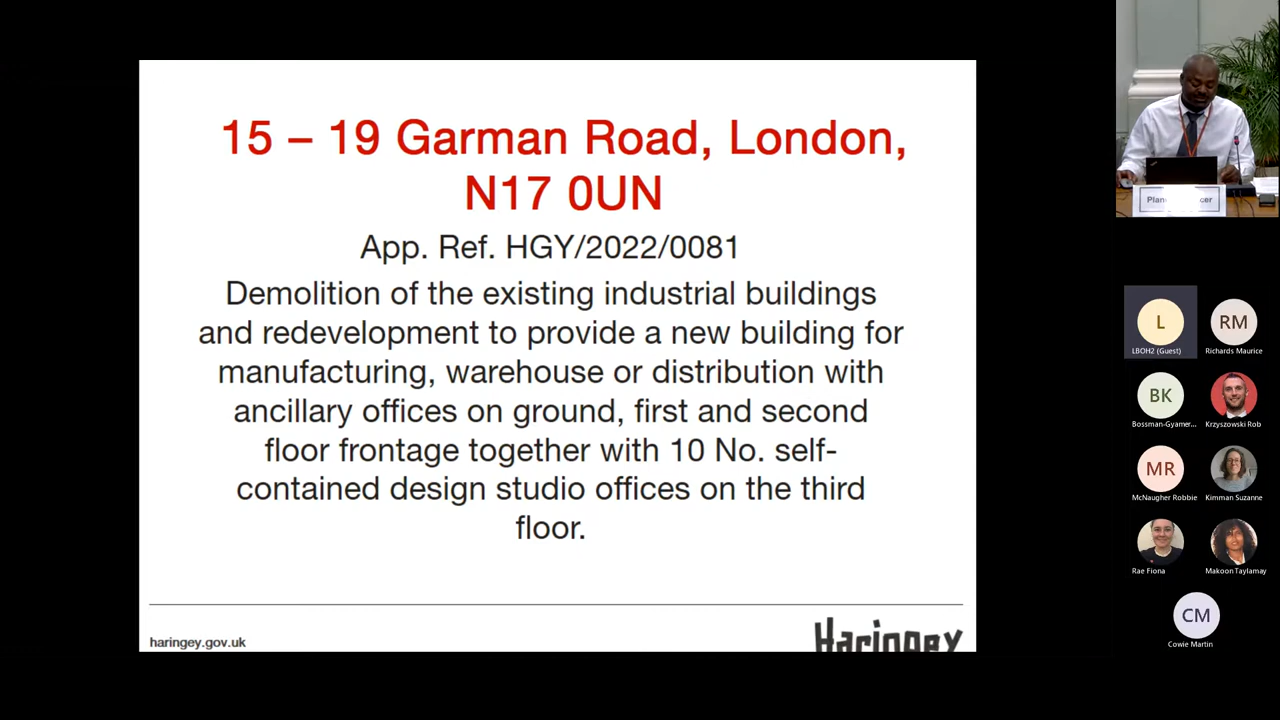 15 – 19 Garman Road, London,
N17 0UN
App. Ref. HGY/2022/0081
Demolition of the existing industrial buildings
and redevelopment to provide a new building for
manufacturing, warehouse or distribution with
ancillary offices on ground, first and second
floor frontage together with 10 No. self-
contained design studio offices on the third
floor.
haringey.gov.uk
Haringey
L
LBOH2 (Guest)
RM
Richards Maurice
BK
Bossman-Gyamer...
Krzyszowski Rob
MR
McNaugher Robbie
Kimman Suzanne
Rae Fiona
Makoon Taylamay
CM
Cowie Martin